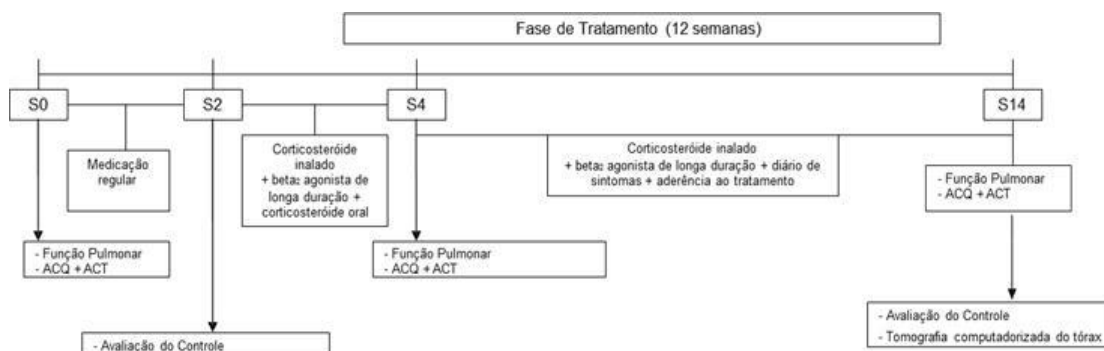 Fase de Tratamento (12 semanas)
S0
S2
S4
S14
Medicação
regular
Corticosteróide
inalado
+ beta₂ agonista de
longa duração +
corticosteróide oral
Corticosteróide inalado
+ beta₂ agonista de longa duração + diário de
sintomas + aderência ao tratamento
- Função Pulmonar
- ACQ + ACT
- Função Pulmonar
- ACQ + ACT
- Função Pulmonar
- ACQ + ACT
- Avaliação do Controle
- Avaliação do Controle
- Tomografia computadorizada do tórax